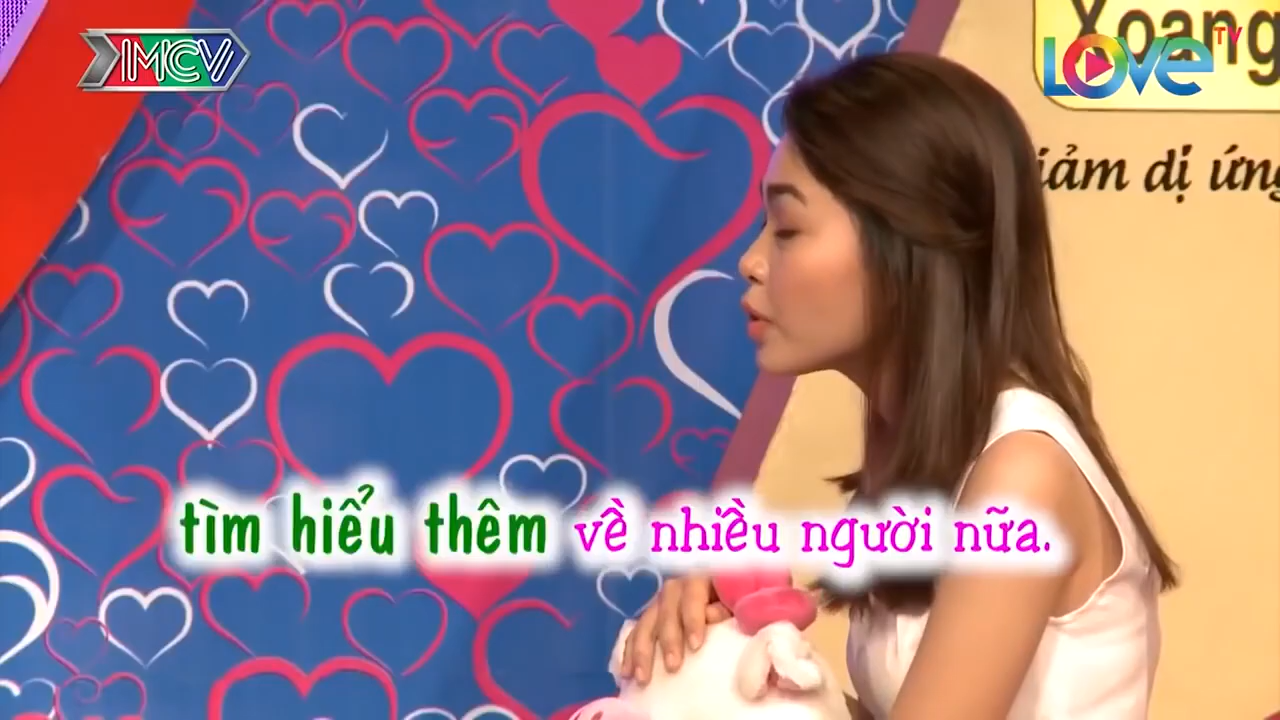 MCV
Xoang
LOVE TV
iảm dị ứng
tìm hiểu thêm về nhiều người nữa.